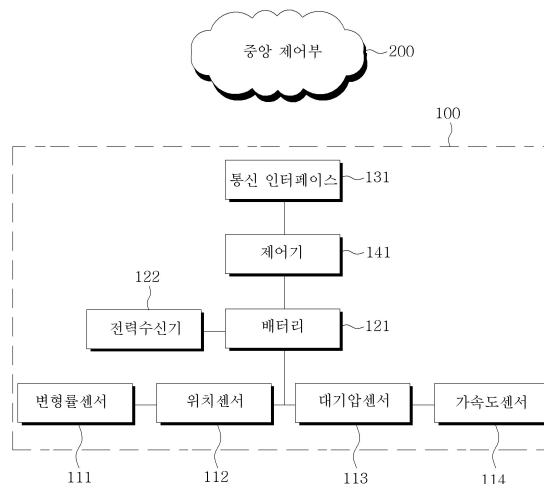 중앙 제어부
200
100
통신 인터페이스
131
제어기
141
122
전력수신기
배터리
121
변형률센서
위치센서
대기압센서
가속도센서
111
112
113
114